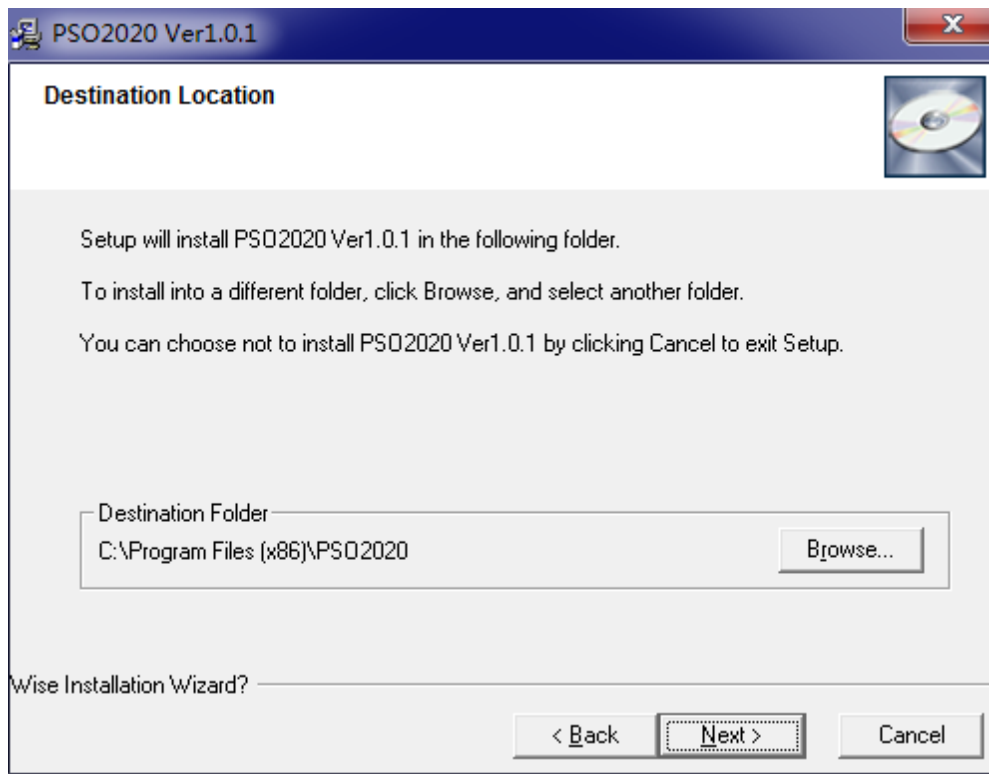 PSO2020 Ver1.0.1
Destination Location
Setup will install PSO2020 Ver1.0.1 in the following folder.
To install into a different folder, click Browse, and select another folder.
You can choose not to install PSO2020 Ver1.0.1 by clicking Cancel to exit Setup.
Destination Folder
C:\Program Files (x86)\PSO2020
Browse...
Wise Installation Wizard?
< Back Next > Cancel